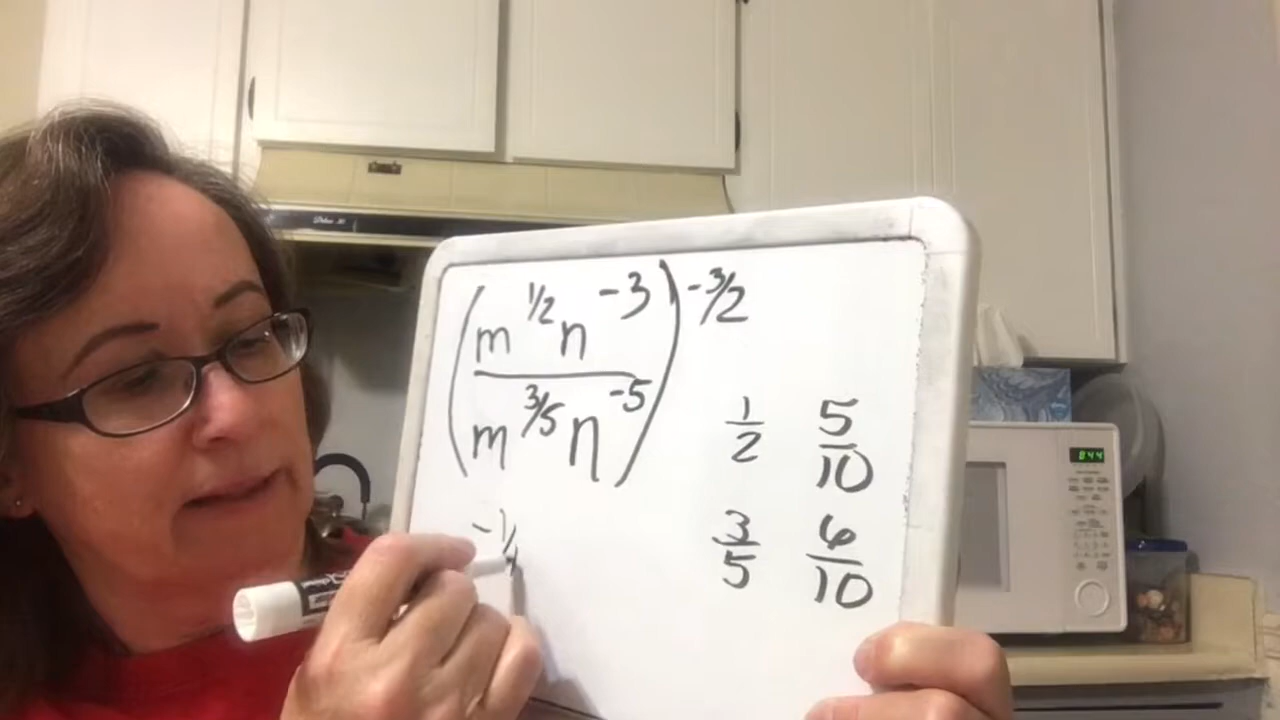 (m^1/2 n^-3 / m^3/5 n^-5)^-3/2
1/2 5/10
3/5 6/10
-1/
8:44